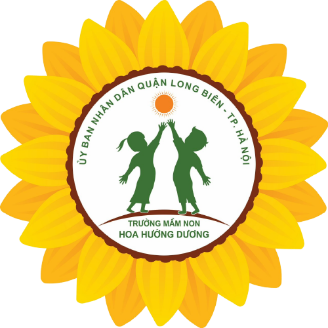 ỦY BAN NHÂN DÂN QUẬN LONG BIÊN - TP. HÀ NỘI
TRƯỜNG MẦM NON
HOA HƯỚNG DƯƠNG